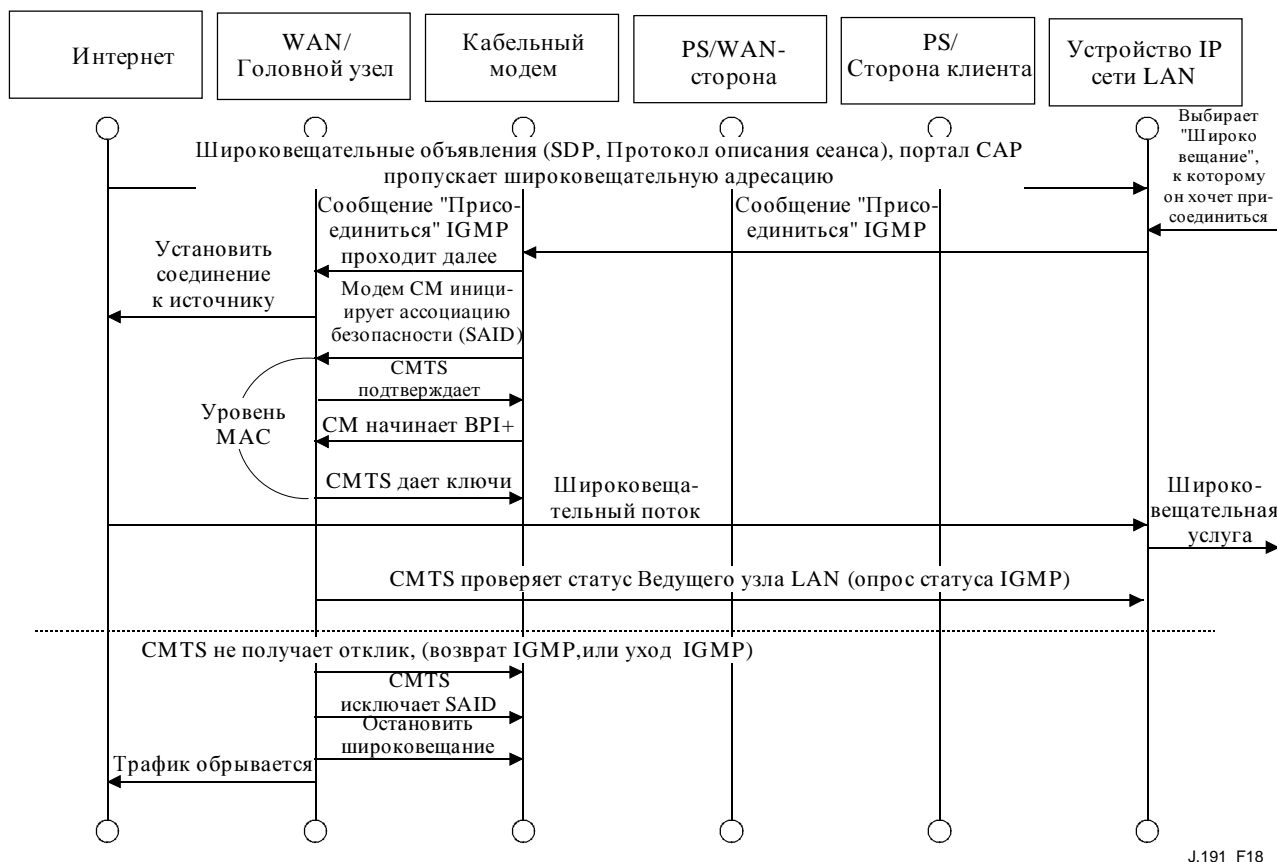 Интернет
WAN/
Головной узел
Кабельный
модем
PS/WAN-
сторона
PS/
Сторона клиента
Устройство IP
сети LAN
Выбирает
"Широко
вещание",
к которому
он хочет при-
соединиться
Широковещательные объявления (SDP, Протокол описания сеанса), портал CAP
пропускает широковещательную адресацию
Сообщение "Присо-
единиться" IGMP
проходит далее
Сообщение "Присо-
единиться" IGMP
Установить
соединение
к источнику
Модем CM иници-
ирует ассоциацию
безопасности (SAID)
CMTS
подтверждает
Уровень
MAC
CM начинает BPI+
CMTS дает ключи
Широковеща-
тельный поток
Широко-
вещательная
услуга
CMTS проверяет статус Ведущего узла LAN (опрос статуса IGMP)
CMTS не получает отклик, (возврат IGMP,или уход IGMP)
CMTS
исключает SAID
Остановить
широковещание
Трафик обрывается
J.191_F18